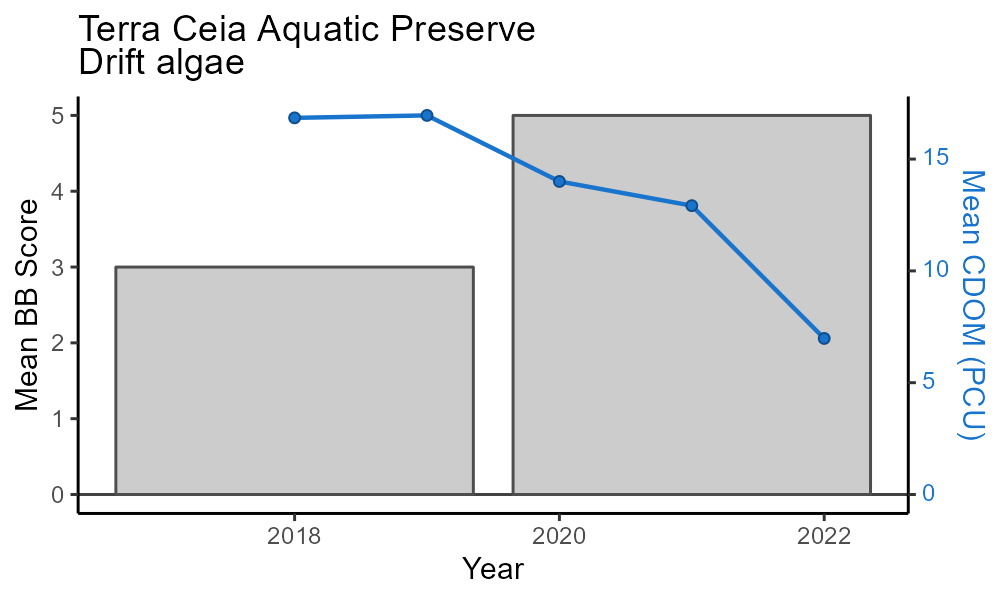 Terra Ceia Aquatic Preserve
Drift algae
5
4
3
2
1
0
Mean BB Score
15
10
5
0
Mean CDOM (PCU)
2018
2020
2022
Year